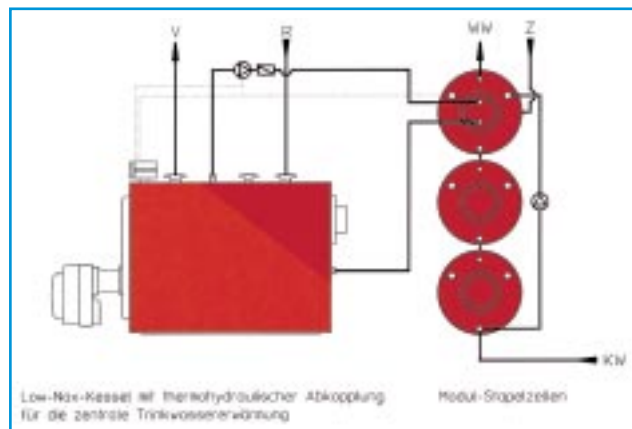 V R WW Z
KW
Low-Nox-Kessel mit thermohydraulischer Abkopplung
für die zentrale Trinkwassererwärmung
Modul-Stapelzellen